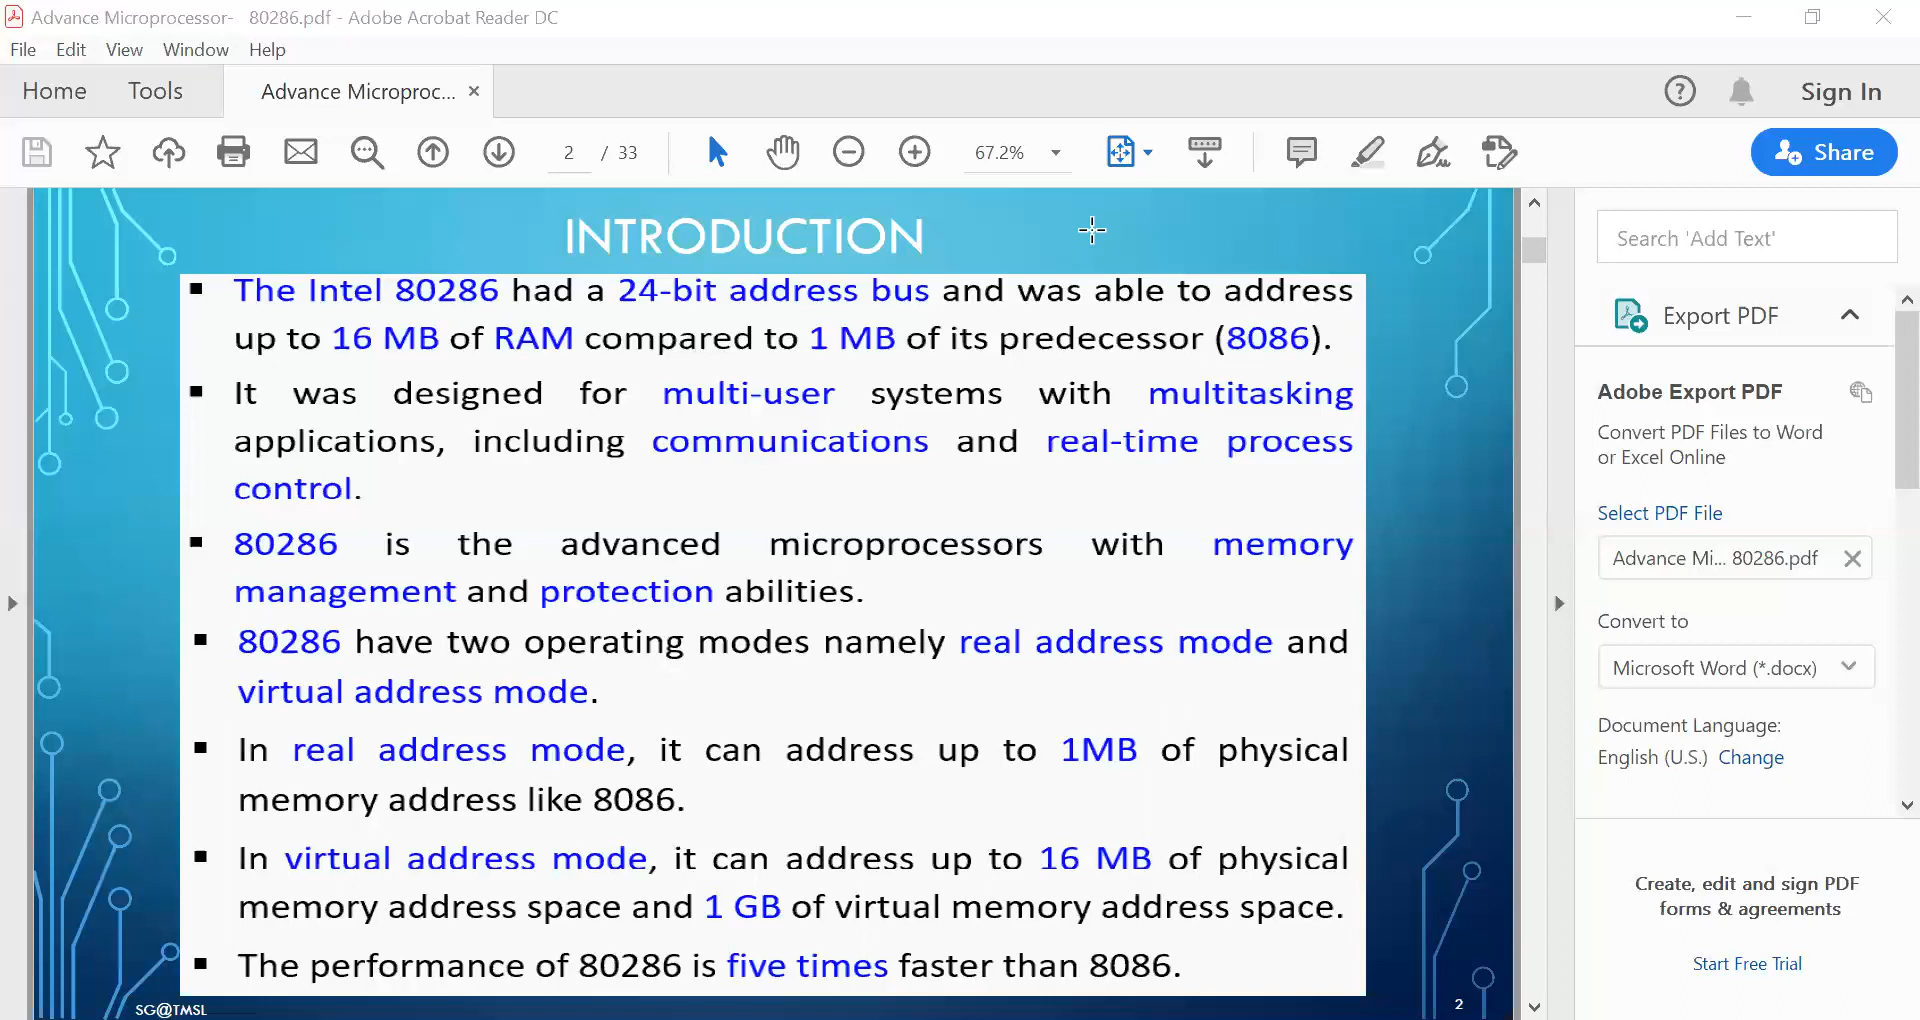 Advance Microprocessor-   80286.pdf - Adobe Acrobat Reader DC
File Edit View Window Help
Home Tools Advance Microproc... × ? Sign In
2 / 33 67.2% Share
INTRODUCTION
▪ The Intel 80286 had a 24-bit address bus and was able to address
up to 16 MB of RAM compared to 1 MB of its predecessor (8086).
▪ It was designed for multi-user systems with multitasking
applications, including communications and real-time process
control.
▪ 80286 is the advanced microprocessors with memory
management and protection abilities.
▪ 80286 have two operating modes namely real address mode and
virtual address mode.
▪ In real address mode, it can address up to 1MB of physical
memory address like 8086.
▪ In virtual address mode, it can address up to 16 MB of physical
memory address space and 1 GB of virtual memory address space.
▪ The performance of 80286 is five times faster than 8086.
SG@TMSL
2
Search 'Add Text'
Export PDF
Adobe Export PDF
Convert PDF Files to Word
or Excel Online
Select PDF File
Advance Mi... 80286.pdf
Convert to
Microsoft Word (*.docx)
Document Language:
English (U.S.) Change
Create, edit and sign PDF
forms & agreements
Start Free Trial